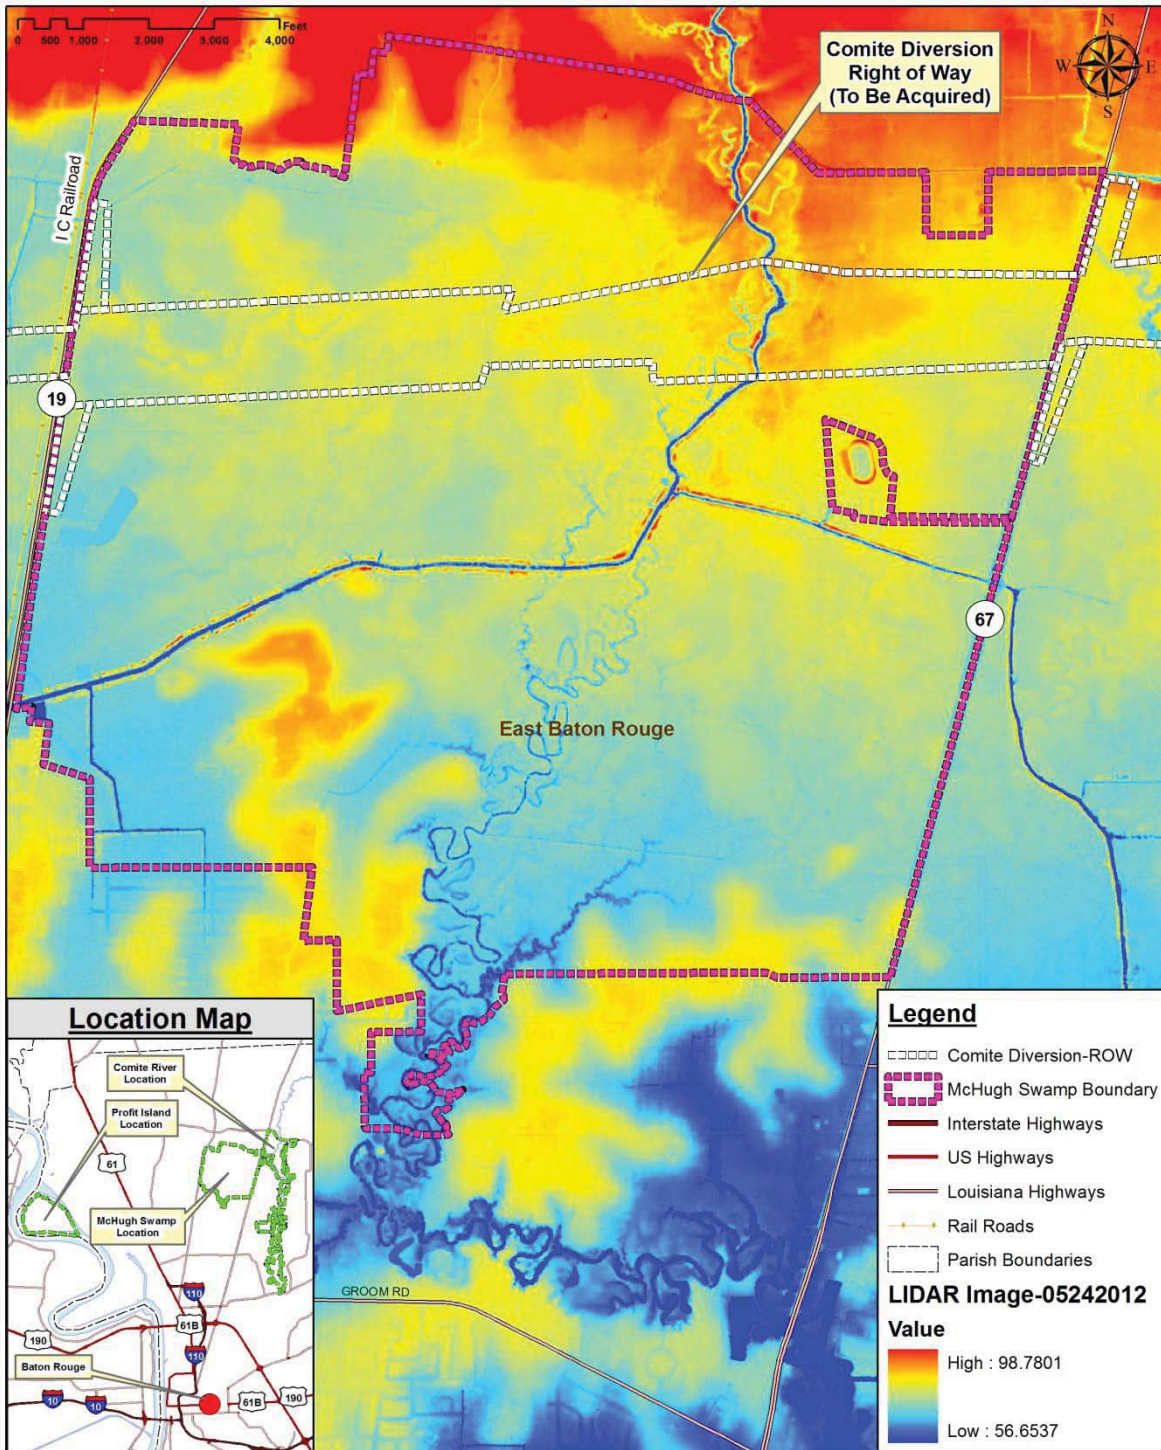 Feet
0 500 1,000 2,000 3,000 4,000
Comite Diversion
Right of Way
(To Be Acquired)
N
W E
S
I C Railroad
19
67
East Baton Rouge
GROOM RD
Location Map
Comite River
Location
Profit Island
Location
61
McHugh Swamp
Location
110
61B
190
110
Baton Rouge
10
10
61B
190
Legend
Comite Diversion-ROW
McHugh Swamp Boundary
Interstate Highways
US Highways
Louisiana Highways
Rail Roads
Parish Boundaries
LIDAR Image-05242012
Value
High : 98.7801
Low : 56.6537